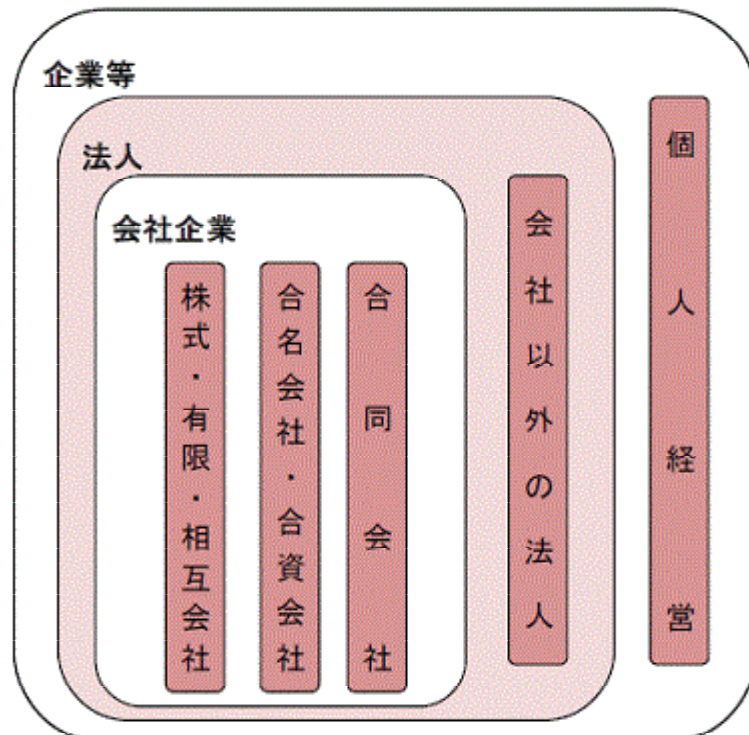 企業等
法人
会社企業
株式・有限・相互会社
合名会社・合資会社
合同会社
会社以外の法人
個人経営